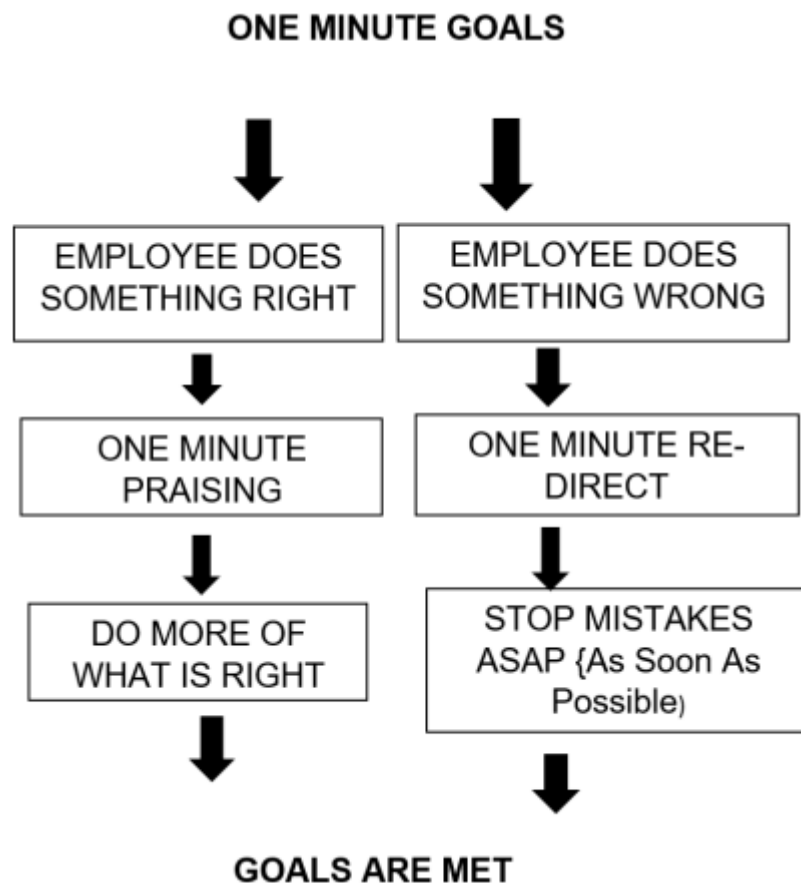 ONE MINUTE GOALS
EMPLOYEE DOES
SOMETHING RIGHT
EMPLOYEE DOES
SOMETHING WRONG
ONE MINUTE
PRAISING
ONE MINUTE RE-
DIRECT
DO MORE OF
WHAT IS RIGHT
STOP MISTAKES
ASAP {As Soon As
Possible)
GOALS ARE MET